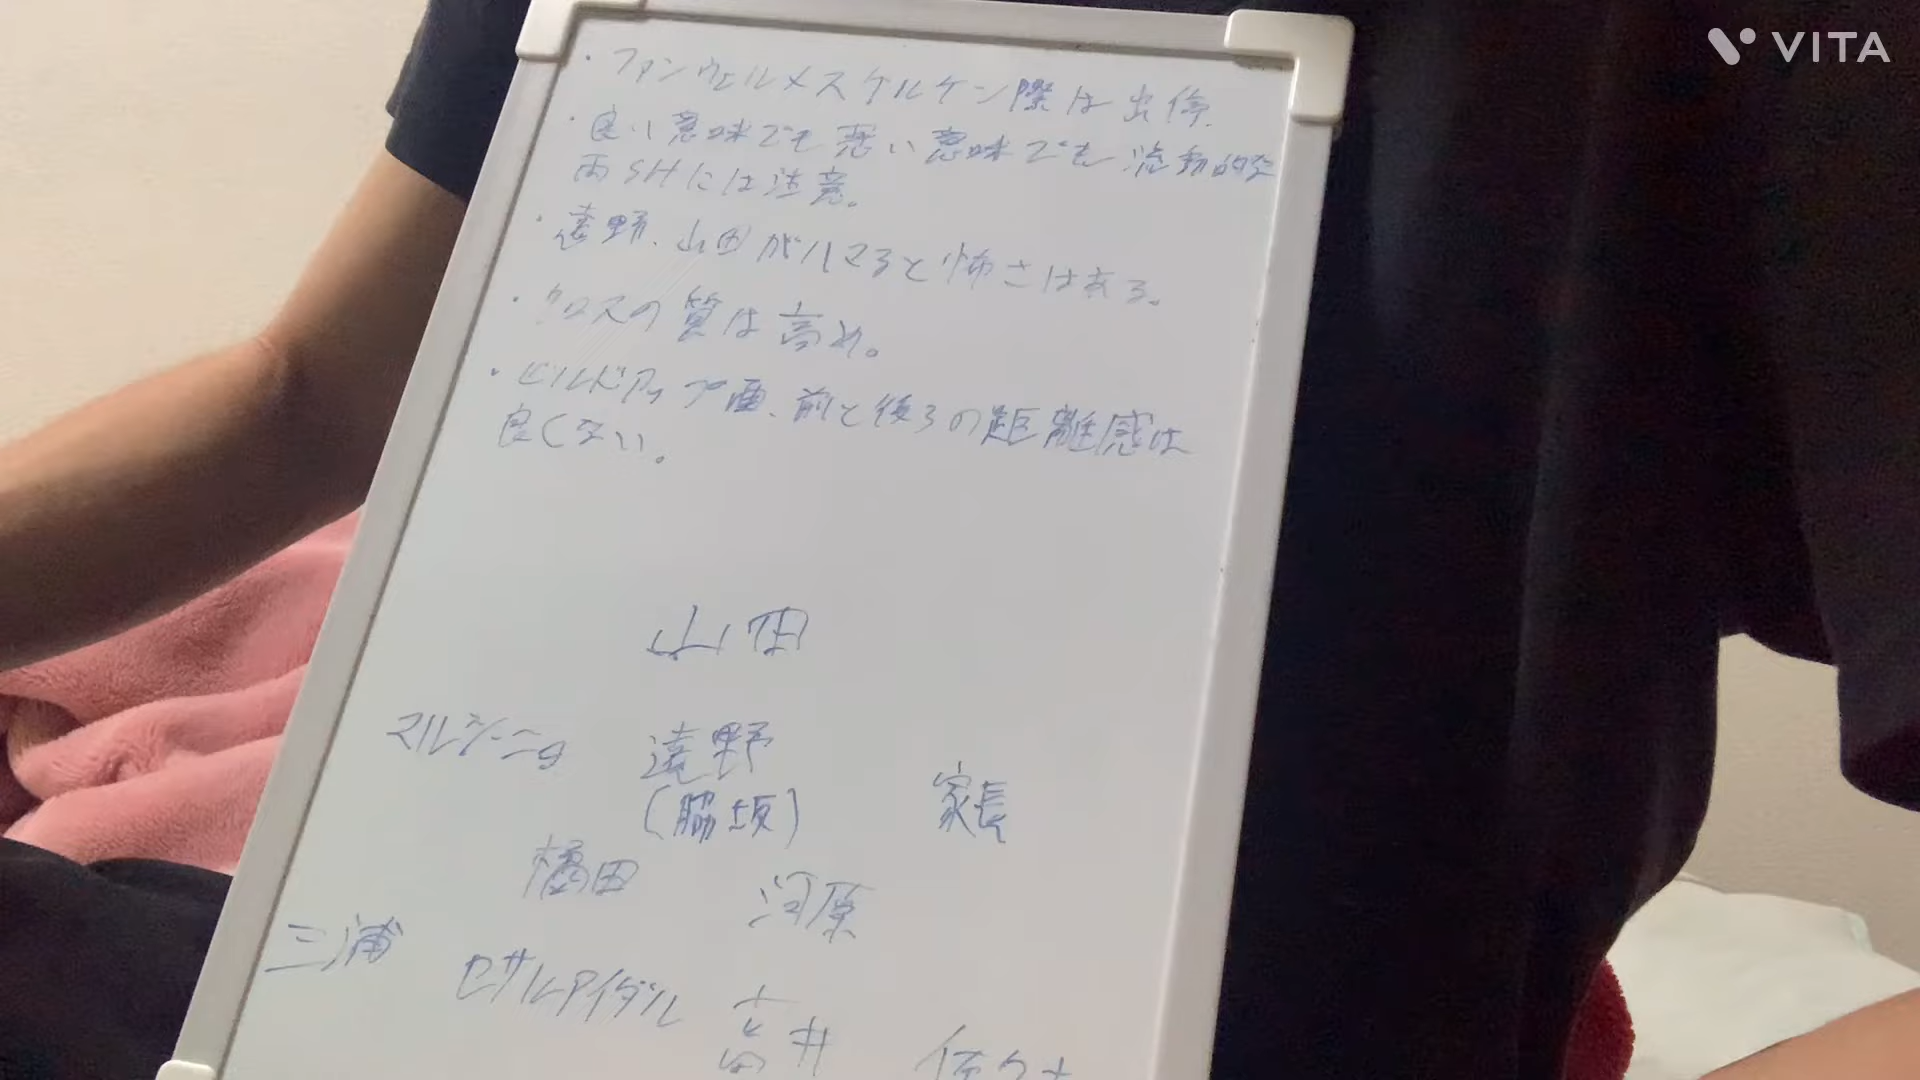 VITA
・ファンウェルメスケルケン際は出停.
・良い意味でも悪い意味でも流動的な
両SHには注意。
・遠野、山田がハマると怖さはある。
・クロスの質は高め。
・ビルドアップ面、前と後ろの距離感は
良くない。
山田
マルシーニョ 遠野 家長
(脇坂)
橘田 河原
三浦 セサルアイダル 高井 佐々木